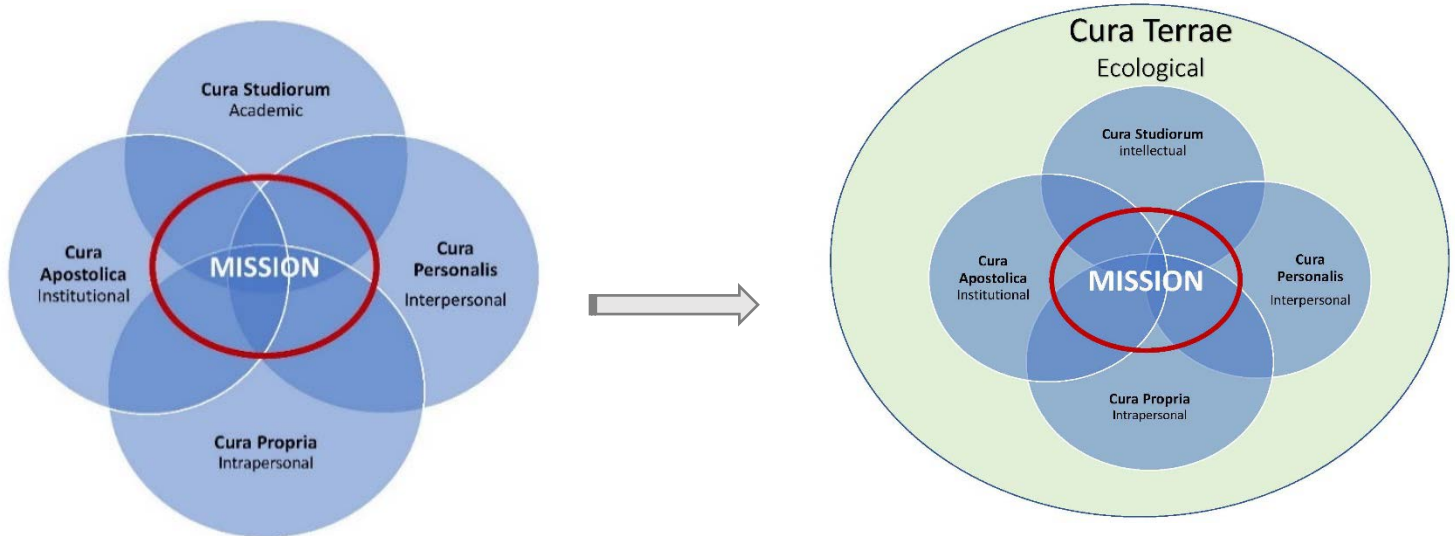 Cura Studiorum
Academic
Cura
Apostolica
Institutional
MISSION
Cura
Personalis
Interpersonal
Cura Propria
Intrapersonal
Cura Terrae
Ecological
Cura Studiorum
intellectual
Cura
Apostolica
Institutional
MISSION
Cura
Personalis
Interpersonal
Cura Propria
Intrapersonal